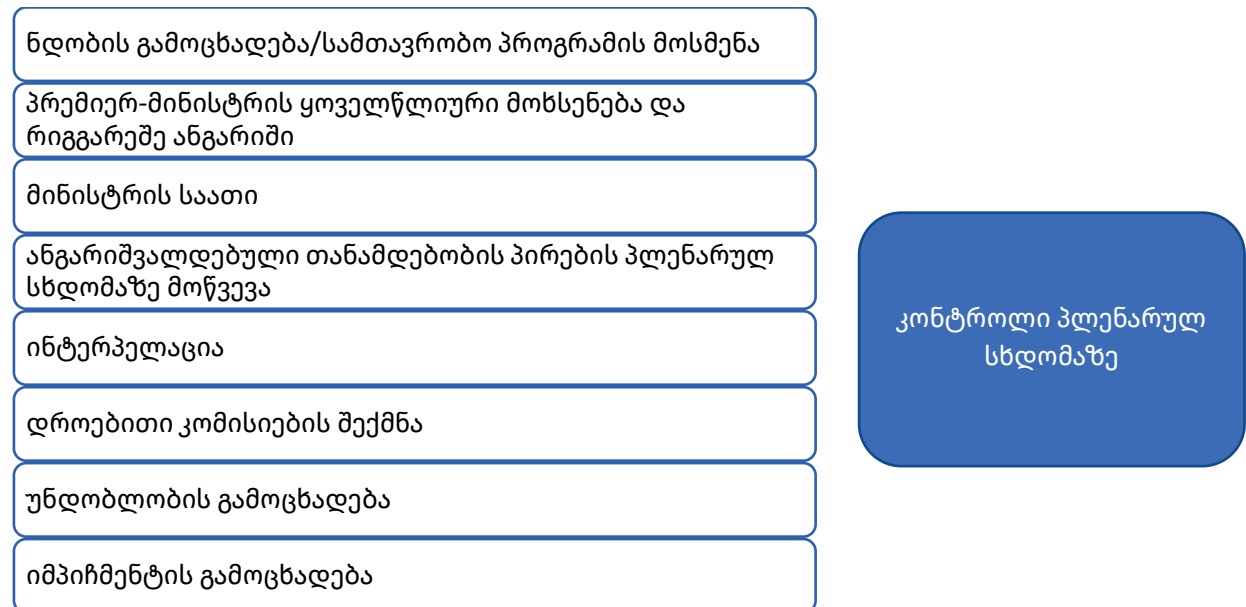 ნდობის გამოცხადება/სამთავრობო პროგრამის მოსმენა
პრემიერ-მინისტრის ყოველწლიური მოხსენება და
რიგგარეშე ანგარიში
მინისტრის საათი
ანგარიშვალდებული თანამდებობის პირების პლენარულ
სხდომაზე მოწვევა
ინტერპელაცია
დროებითი კომისიების შექმნა
უნდობლობის გამოცხადება
იმპიჩმენტის გამოცხადება
კონტროლი პლენარულ
სხდომაზე